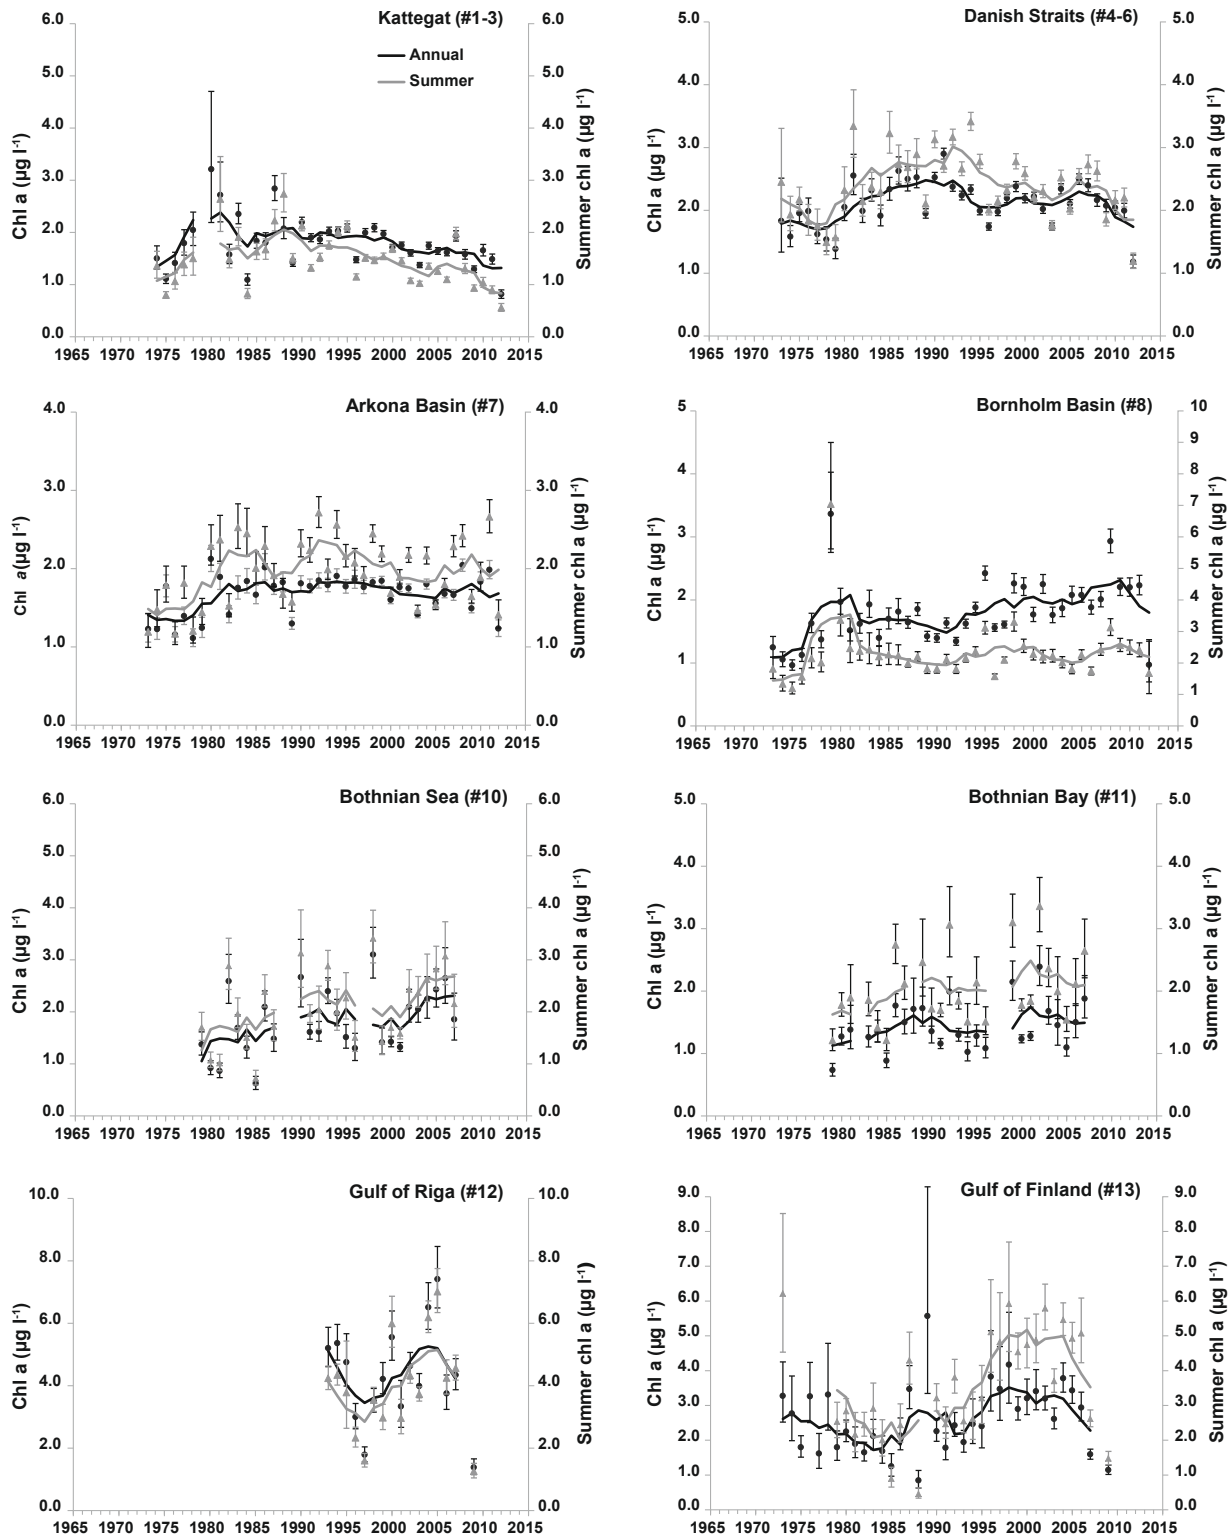 Kattegat (#1-3)
Annual
Summer
Chl a (µg l-1)
Summer chl a (µg l-1)
6.0 5.0 4.0 3.0 2.0 1.0 0.0
6.0 5.0 4.0 3.0 2.0 1.0 0.0
1965 1970 1975 1980 1985 1990 1995 2000 2005 2010 2015
Danish Straits (#4-6)
Chl a (µg l-1)
Summer chl a (µg l-1)
5.0 4.0 3.0 2.0 1.0 0.0
5.0 4.0 3.0 2.0 1.0 0.0
1965 1970 1975 1980 1985 1990 1995 2000 2005 2010 2015
Arkona Basin (#7)
Chl a (µg l-1)
Summer chl a (µg l-1)
4.0 3.0 2.0 1.0 0.0
4.0 3.0 2.0 1.0 0.0
1965 1970 1975 1980 1985 1990 1995 2000 2005 2010 2015
Bornholm Basin (#8)
Chl a (µg l-1)
Summer chl a (µg l-1)
5 4 3 2 1 0
10 9 8 7 6 5 4 3 2 1 0
1965 1970 1975 1980 1985 1990 1995 2000 2005 2010 2015
Bothnian Sea (#10)
Chl a (µg l-1)
Summer chl a (µg l-1)
6.0 5.0 4.0 3.0 2.0 1.0 0.0
6.0 5.0 4.0 3.0 2.0 1.0 0.0
1965 1970 1975 1980 1985 1990 1995 2000 2005 2010 2015
Bothnian Bay (#11)
Chl a (µg l-1)
Summer chl a (µg l-1)
5.0 4.0 3.0 2.0 1.0 0.0
5.0 4.0 3.0 2.0 1.0 0.0
1965 1970 1975 1980 1985 1990 1995 2000 2005 2010 2015
Gulf of Riga (#12)
Chl a (µg l-1)
Summer chl a (µg l-1)
10.0 8.0 6.0 4.0 2.0 0.0
10.0 8.0 6.0 4.0 2.0 0.0
1965 1970 1975 1980 1985 1990 1995 2000 2005 2010 2015
Gulf of Finland (#13)
Chl a (µg l-1)
Summer chl a (µg l-1)
9.0 8.0 7.0 6.0 5.0 4.0 3.0 2.0 1.0 0.0
9.0 8.0 7.0 6.0 5.0 4.0 3.0 2.0 1.0 0.0
1965 1970 1975 1980 1985 1990 1995 2000 2005 2010 2015